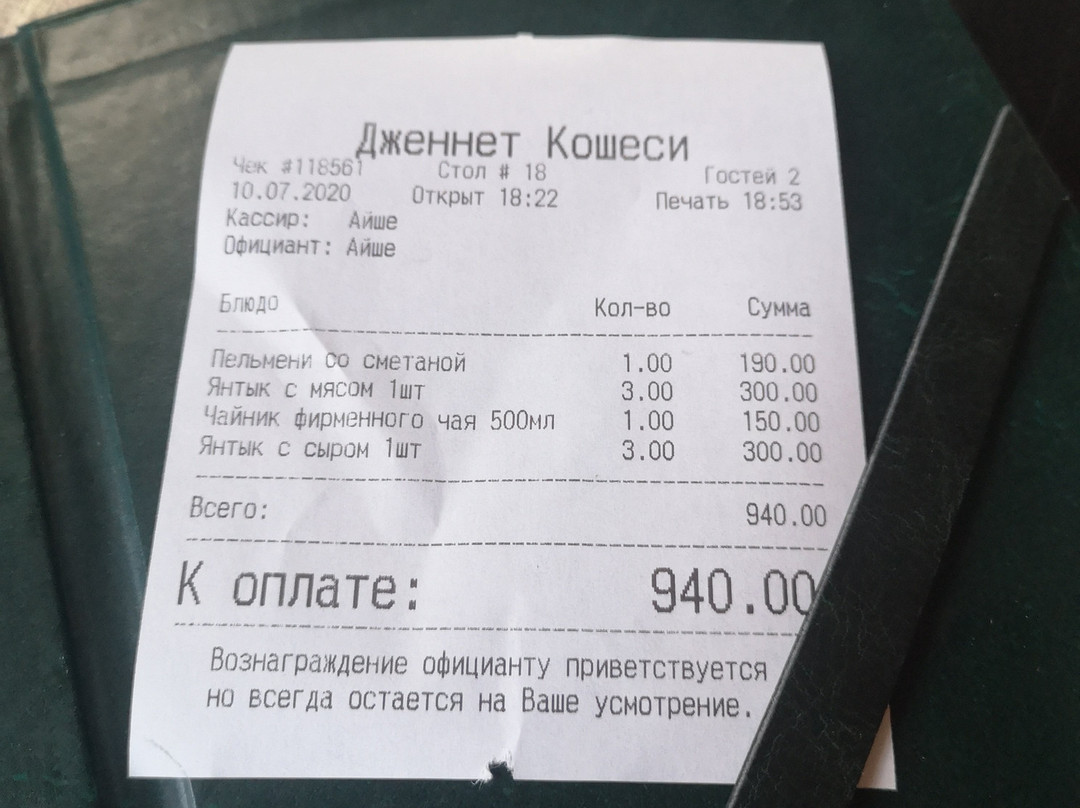 Дженнет Кошеси
Чек #118561 Стол # 18 Гостей 2
10.07.2020 Открыт 18:22 Печать 18:53
Кассир: Айше
Официант: Айше
Блюдо Кол-во Сумма
Пельмени со сметаной 1.00 190.00
Янтык с мясом 1шт 3.00 300.00
Чайник фирменного чая 500мл 1.00 150.00
Янтык с сыром 1шт 3.00 300.00
Всего: 940.00
К оплате: 940.00
Вознаграждение официанту приветствуется
но всегда остается на Ваше усмотрение.